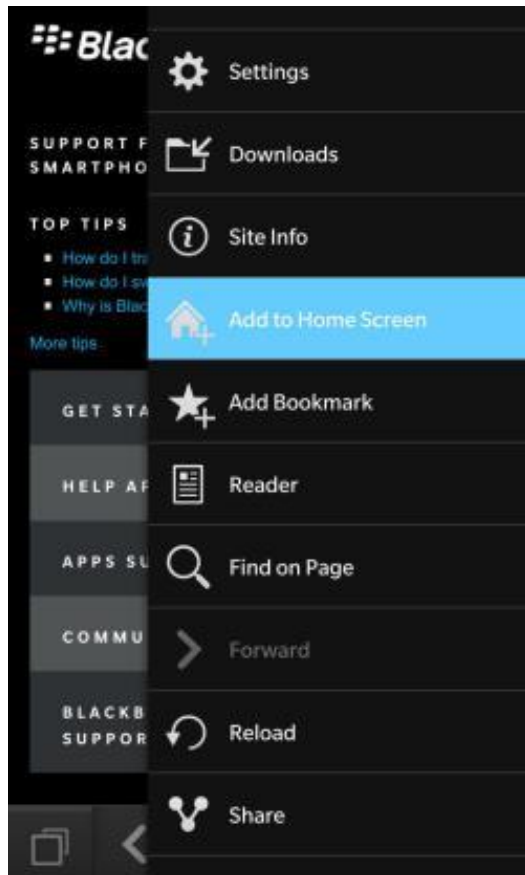 Blac
SUPPORT F
SMARTPHO
TOP TIPS
How do I tra
How do I sw
Why is Blac
More tips
GET STA
HELP AF
APPS SU
COMMU
BLACKB
SUPPOR
Settings
Downloads
Site Info
Add to Home Screen
Add Bookmark
Reader
Find on Page
Forward
Reload
Share